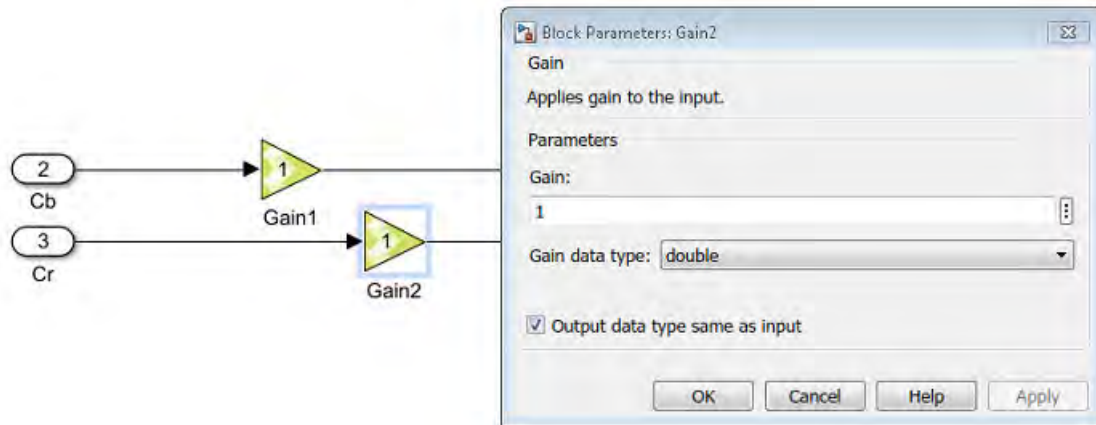 2
Cb
1
Gain1
3
Cr
1
Gain2
Block Parameters: Gain2
Gain
Applies gain to the input.
Parameters
Gain:
1
Gain data type: double
Output data type same as input
OK Cancel Help Apply